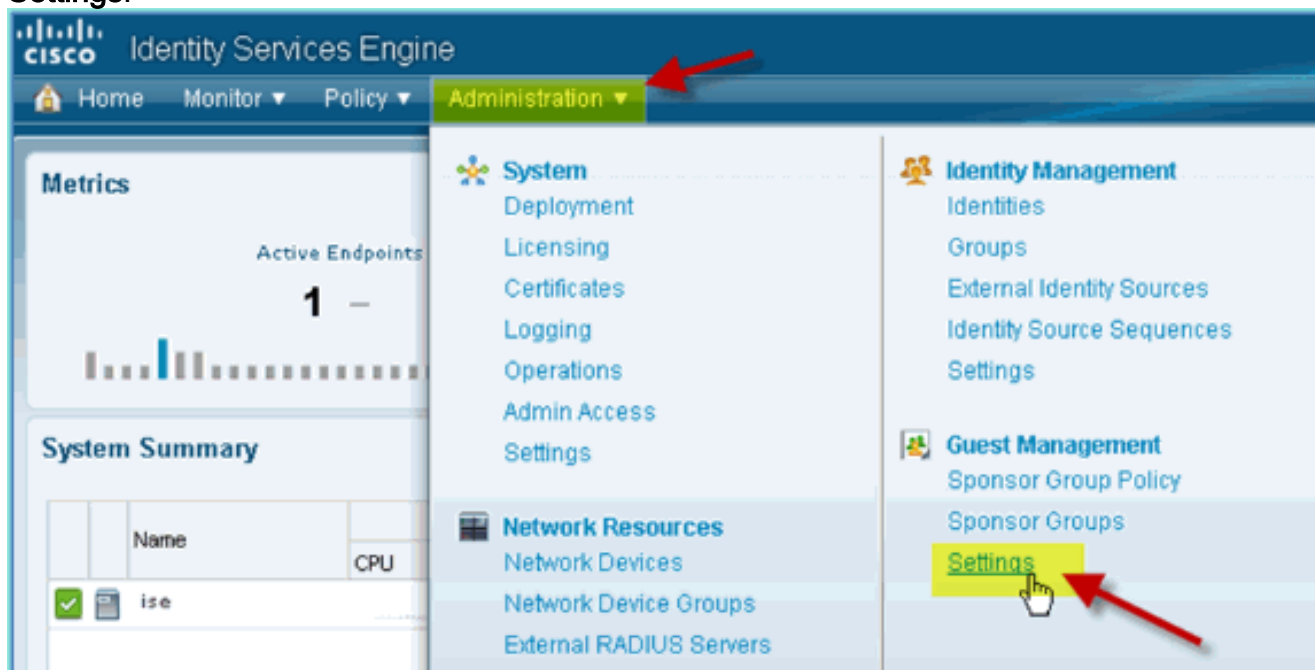 Settings.
CISCO Identity Services Engine
Home Monitor ▼ Policy ▼ Administration ▼
Metrics
Active Endpoints
1 –
System Summary
Name
CPU
ise
System
Deployment
Licensing
Certificates
Logging
Operations
Admin Access
Settings
Network Resources
Network Devices
Network Device Groups
External RADIUS Servers
Identity Management
Identities
Groups
External Identity Sources
Identity Source Sequences
Settings
Guest Management
Sponsor Group Policy
Sponsor Groups
Settings